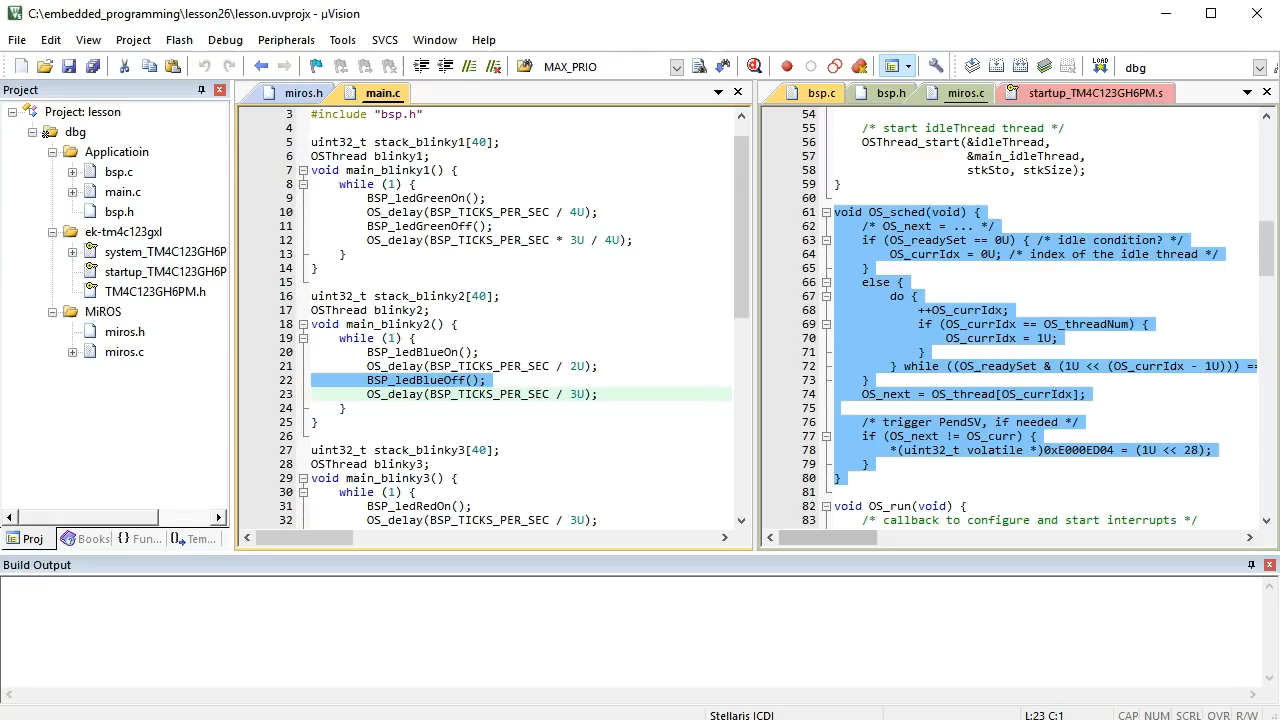 C:\embedded_programming\lesson26\lesson.uvprojx - µVision
File Edit View Project Flash Debug Peripherals Tools SVCS Window Help
MAX_PRIO
LOAD
dbg
Project
Project: lesson
dbg
Applicatioin
bsp.c
main.c
bsp.h
ek-tm4c123gxl
system_TM4C123GH6P
startup_TM4C123GH6P
TM4C123GH6PM.h
MiROS
miros.h
miros.c
Proj Books {} Fun... Tem...
miros.h main.c
3 #include "bsp.h"
4
5 uint32_t stack_blinky1[40];
6 OSThread blinky1;
7 void main_blinky1() {
8 while (1) {
9 BSP_ledGreenOn();
10 OS_delay(BSP_TICKS_PER_SEC / 4U);
11 BSP_ledGreenOff();
12 OS_delay(BSP_TICKS_PER_SEC * 3U / 4U);
13 }
14 }
15
16 uint32_t stack_blinky2[40];
17 OSThread blinky2;
18 void main_blinky2() {
19 while (1) {
20 BSP_ledBlueOn();
21 OS_delay(BSP_TICKS_PER_SEC / 2U);
22 BSP_ledBlueOff();
23 OS_delay(BSP_TICKS_PER_SEC / 3U);
24 }
25 }
26
27 uint32_t stack_blinky3[40];
28 OSThread blinky3;
29 void main_blinky3() {
30 while (1) {
31 BSP_ledRedOn();
32 OS_delay(BSP_TICKS_PER_SEC / 3U);
bsp.c bsp.h miros.c startup_TM4C123GH6PM.s
54
55 /* start idleThread thread */
56 OSThread_start(&idleThread,
57 &main_idleThread,
58 stkSto, stkSize);
59 }
60
61 void OS_sched(void) {
62 /* OS_next = ... */
63 if (OS_readySet == 0U) { /* idle condition? */
64 OS_currIdx = 0U; /* index of the idle thread */
65 }
66 else {
67 do {
68 ++OS_currIdx;
69 if (OS_currIdx == OS_threadNum) {
70 OS_currIdx = 1U;
71 }
72 } while ((OS_readySet & (1U << (OS_currIdx - 1U))) ==
73 }
74 OS_next = OS_thread[OS_currIdx];
75
76 /* trigger PendSV, if needed */
77 if (OS_next != OS_curr) {
78 *(uint32_t volatile *)0xE000ED04 = (1U << 28);
79 }
80 }
81
82 void OS_run(void) {
83 /* callback to configure and start interrupts */
Build Output
Stellaris ICDI L:23 C:1 CAP NUM SCRL OVR R/W